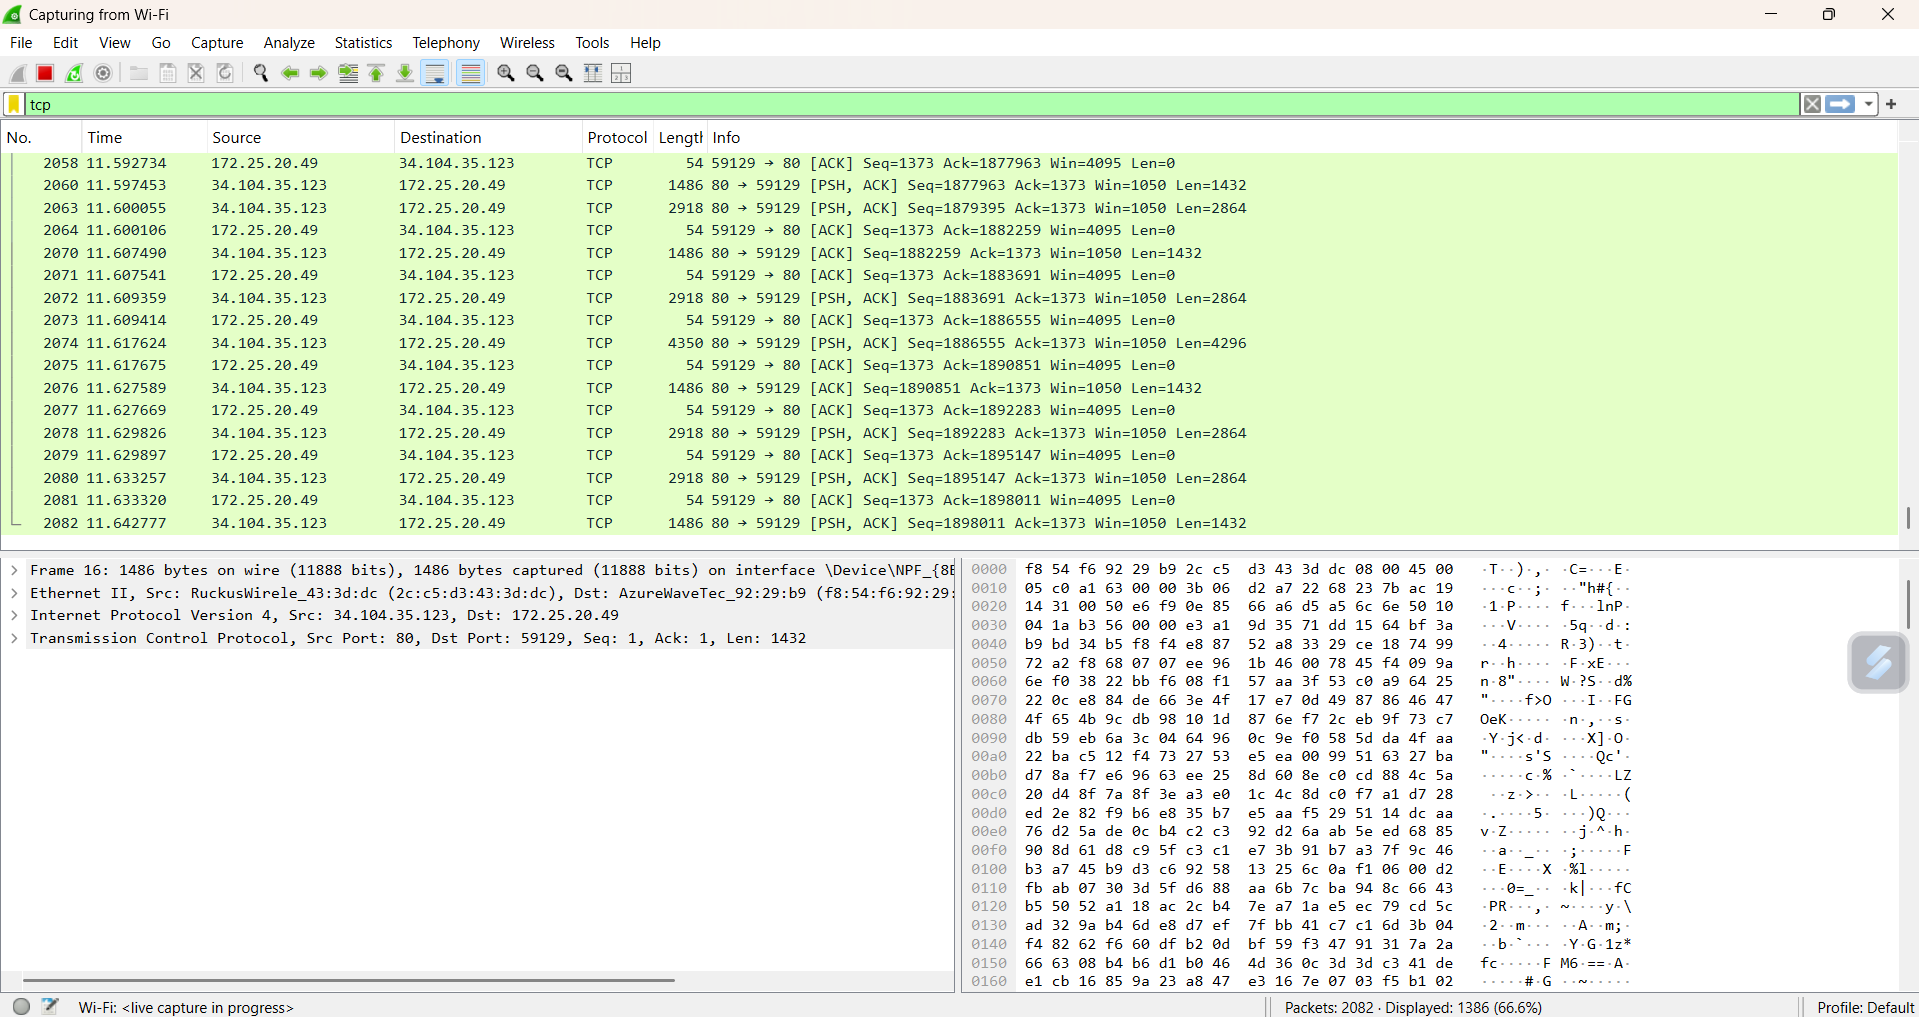 Capturing from Wi-Fi
File Edit View Go Capture Analyze Statistics Telephony Wireless Tools Help
tcp
No. Time Source Destination Protocol Length Info
2058 11.592734 172.25.20.49 34.104.35.123 TCP 54 59129 → 80 [ACK] Seq=1373 Ack=1877963 Win=4095 Len=0
2060 11.597453 34.104.35.123 172.25.20.49 TCP 1486 80 → 59129 [PSH, ACK] Seq=1877963 Ack=1373 Win=1050 Len=1432
2063 11.600055 34.104.35.123 172.25.20.49 TCP 2918 80 → 59129 [PSH, ACK] Seq=1879395 Ack=1373 Win=1050 Len=2864
2064 11.600106 172.25.20.49 34.104.35.123 TCP 54 59129 → 80 [ACK] Seq=1373 Ack=1882259 Win=4095 Len=0
2070 11.607490 34.104.35.123 172.25.20.49 TCP 1486 80 → 59129 [ACK] Seq=1882259 Ack=1373 Win=1050 Len=1432
2071 11.607541 172.25.20.49 34.104.35.123 TCP 54 59129 → 80 [ACK] Seq=1373 Ack=1883691 Win=4095 Len=0
2072 11.609359 34.104.35.123 172.25.20.49 TCP 2918 80 → 59129 [PSH, ACK] Seq=1883691 Ack=1373 Win=1050 Len=2864
2073 11.609414 172.25.20.49 34.104.35.123 TCP 54 59129 → 80 [ACK] Seq=1373 Ack=1886555 Win=4095 Len=0
2074 11.617624 34.104.35.123 172.25.20.49 TCP 4350 80 → 59129 [PSH, ACK] Seq=1886555 Ack=1373 Win=1050 Len=4296
2075 11.617675 172.25.20.49 34.104.35.123 TCP 54 59129 → 80 [ACK] Seq=1373 Ack=1890851 Win=4095 Len=0
2076 11.627589 34.104.35.123 172.25.20.49 TCP 1486 80 → 59129 [ACK] Seq=1890851 Ack=1373 Win=1050 Len=1432
2077 11.627669 172.25.20.49 34.104.35.123 TCP 54 59129 → 80 [ACK] Seq=1373 Ack=1892283 Win=4095 Len=0
2078 11.629826 34.104.35.123 172.25.20.49 TCP 2918 80 → 59129 [PSH, ACK] Seq=1892283 Ack=1373 Win=1050 Len=2864
2079 11.629897 172.25.20.49 34.104.35.123 TCP 54 59129 → 80 [ACK] Seq=1373 Ack=1895147 Win=4095 Len=0
2080 11.633257 34.104.35.123 172.25.20.49 TCP 2918 80 → 59129 [PSH, ACK] Seq=1895147 Ack=1373 Win=1050 Len=2864
2081 11.633320 172.25.20.49 34.104.35.123 TCP 54 59129 → 80 [ACK] Seq=1373 Ack=1898011 Win=4095 Len=0
2082 11.642777 34.104.35.123 172.25.20.49 TCP 1486 80 → 59129 [PSH, ACK] Seq=1898011 Ack=1373 Win=1050 Len=1432
Frame 16: 1486 bytes on wire (11888 bits), 1486 bytes captured (11888 bits) on interface \Device\NPF_{8E
Ethernet II, Src: RuckusWirele_43:3d:dc (2c:c5:d3:43:3d:dc), Dst: AzureWaveTec_92:29:b9 (f8:54:f6:92:29:
Internet Protocol Version 4, Src: 34.104.35.123, Dst: 172.25.20.49
Transmission Control Protocol, Src Port: 80, Dst Port: 59129, Seq: 1, Ack: 1, Len: 1432
0000 f8 54 f6 92 29 b9 2c c5 d3 43 3d dc 08 00 45 00 ·T··)·,· ·C=···E·
0010 05 c0 a1 63 00 00 3b 06 d2 a7 22 68 23 7b ac 19 ···c··;· ··"h#{··
0020 14 31 00 50 e6 f9 0e 85 66 a6 d5 a5 6c 6e 50 10 ·1·P···· f···lnP·
0030 04 1a b3 56 00 00 e3 a1 9d 35 71 dd 15 64 bf 3a ···V···· ·5q··d·:
0040 b9 bd 34 b5 f8 f4 e8 87 52 a8 33 29 ce 18 74 99 ··4····· R·3)··t·
0050 72 a2 f8 68 07 07 ee 96 1b 46 00 78 45 f4 09 9a r··h···· ·F·xE···
0060 6e f0 38 22 bb f6 08 f1 57 aa 3f 53 c0 a9 64 25 n·8"···· W·?S··d%
0070 22 0c e8 84 de 66 3e 4f 17 e7 0d 49 87 86 46 47 "····f>O ···I··FG
0080 4f 65 4b 9c db 98 10 1d 87 6e f7 2c eb 9f 73 c7 OeK····· ·n·,··s·
0090 db 59 eb 6a 3c 04 64 96 0c 9e f0 58 5d da 4f aa ·Y·j<·d· ···X]·O·
00a0 22 ba c5 12 f4 73 27 53 e5 ea 00 99 51 63 27 ba "····s'S ····Qc'·
00b0 d7 8a f7 e6 96 63 ee 25 8d 60 8e c0 cd 88 4c 5a ·····c·% ·`····LZ
00c0 20 d4 8f 7a 8f 3e a3 e0 1c 4c 8d c0 f7 a1 d7 28 ··z·>·· ·L·····(
00d0 ed 2e 82 f9 b6 e8 35 b7 e5 aa f5 29 51 14 dc aa ·.····5· ···)Q···
00e0 76 d2 5a de 0c b4 c2 c3 92 d2 6a ab 5e ed 68 85 v·Z····· ··j·^·h·
00f0 90 8d 61 d8 c9 5f c3 c1 e7 3b 91 b7 a3 7f 9c 46 ··a··_·· ·;·····F
0100 b3 a7 45 b9 d3 c6 92 58 13 25 6c 0a f1 06 00 d2 ··E····X ·%l·····
0110 fb ab 07 30 3d 5f d6 88 aa 6b 7c ba 94 8c 66 43 ···0=_·· ·k|···fC
0120 b5 50 52 a1 18 ac 2c b4 7e a7 1a e5 ec 79 cd 5c ·PR···,· ~····y·\
0130 ad 32 9a b4 6d e8 d7 ef 7f bb 41 c7 c1 6d 3b 04 ·2··m··· ··A··m;·
0140 f4 82 62 f6 60 df b2 0d bf 59 f3 47 91 31 7a 2a ··b·`··· ·Y·G·1z*
0150 66 63 08 b4 b6 d1 b0 46 4d 36 0c 3d 3d c3 41 de fc·····F M6·==·A·
0160 e1 cb 16 85 9a 23 a8 47 e3 16 7e 07 03 f5 b1 02 ·····#·G ··~·····
Wi-Fi: <live capture in progress> Packets: 2082 · Displayed: 1386 (66.6%) Profile: Default